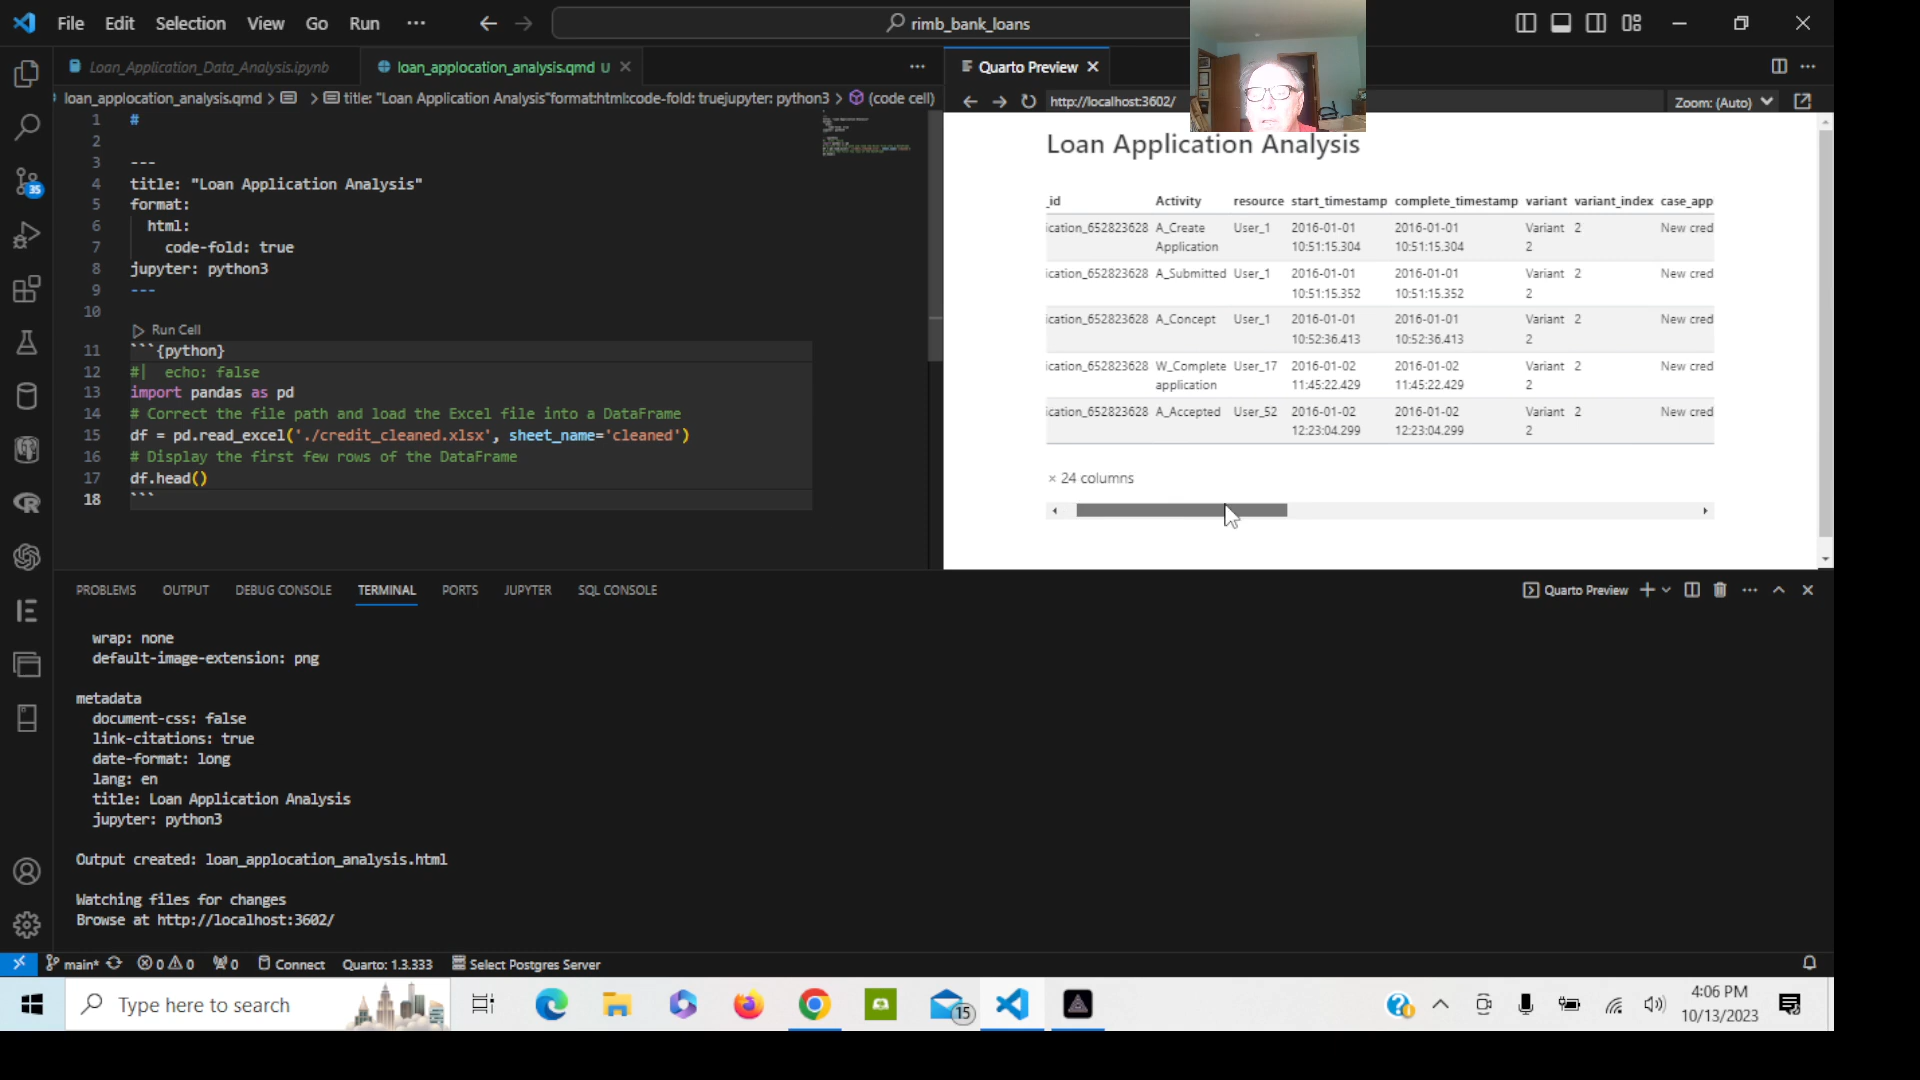 File Edit Selection View Go Run ···
rimb_bank_loans
Loan_Application_Data_Analysis.ipynb
loan_applocation_analysis.qmd U
Quarto Preview
loan_applocation_analysis.qmd > > title: "Loan Application Analysis"format:html:code-fold: truejupyter: python3 > (code cell)
http://localhost:3602/
Zoom: (Auto)
1 #
2
3 ---
4 title: "Loan Application Analysis"
5 format:
6 html:
7 code-fold: true
8 jupyter: python3
9 ---
10
Run Cell
11 ```{python}
12 #| echo: false
13 import pandas as pd
14 # Correct the file path and load the Excel file into a DataFrame
15 df = pd.read_excel('./credit_cleaned.xlsx', sheet_name='cleaned')
16 # Display the first few rows of the DataFrame
17 df.head()
18 ```
Loan Application Analysis
_id Activity resource start_timestamp complete_timestamp variant variant_index case_app
ication_652823628 A_Create Application User_1 2016-01-01 10:51:15.304 2016-01-01 10:51:15.304 Variant 2 2 New cred
ication_652823628 A_Submitted User_1 2016-01-01 10:51:15.352 2016-01-01 10:51:15.352 Variant 2 2 New cred
ication_652823628 A_Concept User_1 2016-01-01 10:52:36.413 2016-01-01 10:52:36.413 Variant 2 2 New cred
ication_652823628 W_Complete application User_17 2016-01-02 11:45:22.429 2016-01-02 11:45:22.429 Variant 2 2 New cred
ication_652823628 A_Accepted User_52 2016-01-02 12:23:04.299 2016-01-02 12:23:04.299 Variant 2 2 New cred
× 24 columns
PROBLEMS OUTPUT DEBUG CONSOLE TERMINAL PORTS JUPYTER SQL CONSOLE
Quarto Preview
wrap: none
default-image-extension: png
metadata
document-css: false
link-citations: true
date-format: long
lang: en
title: Loan Application Analysis
jupyter: python3
Output created: loan_applocation_analysis.html
Watching files for changes
Browse at http://localhost:3602/
35
main* 0 0 0 Connect Quarto: 1.3.333 Select Postgres Server
Type here to search
15
4:06 PM
10/13/2023